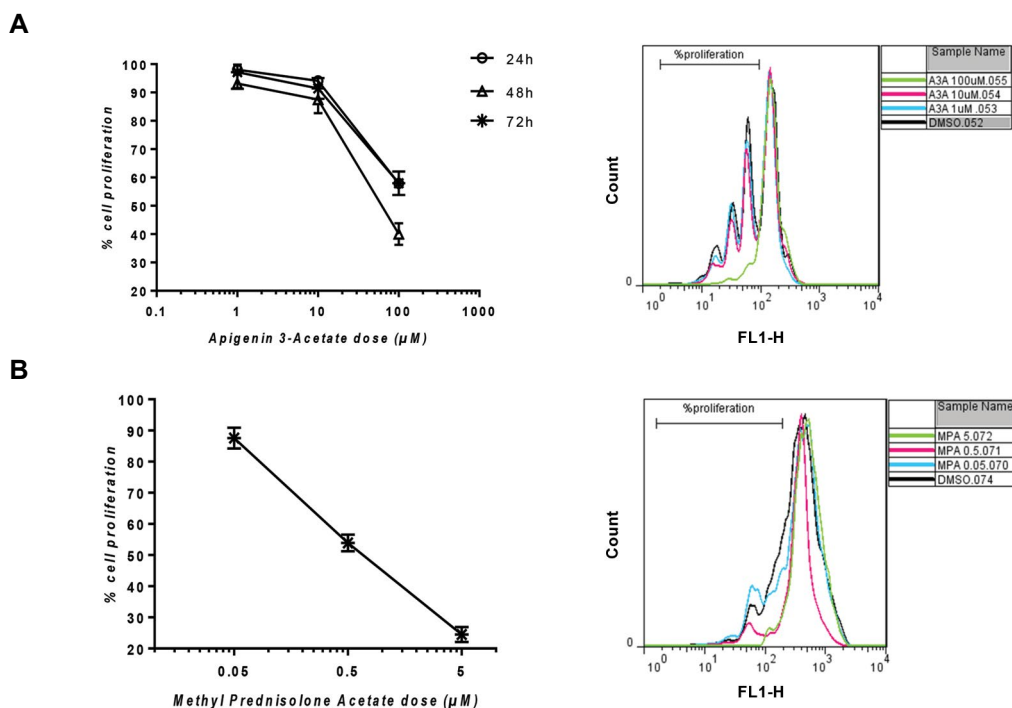 A
100
90
80
70
60
50
40
30
20
% cell proliferation
0.1
1
10
100
1000
Apigenin 3-Acetate dose (µM)
24h
48h
72h
%proliferation
Count
0
10^0
10^1
10^2
10^3
10^4
FL1-H
Sample Name
A3A 100uM.055
A3A 10uM.054
A3A 1uM .053
DMSO.052
B
100
90
80
70
60
50
40
30
20
% cell proliferation
0.05
0.5
5
Methyl Prednisolone Acetate dose (µM)
%proliferation
Count
0
10^0
10^1
10^2
10^3
10^4
FL1-H
Sample Name
MPA 5.072
MPA 0.5.071
MPA 0.05.070
DMSO.074